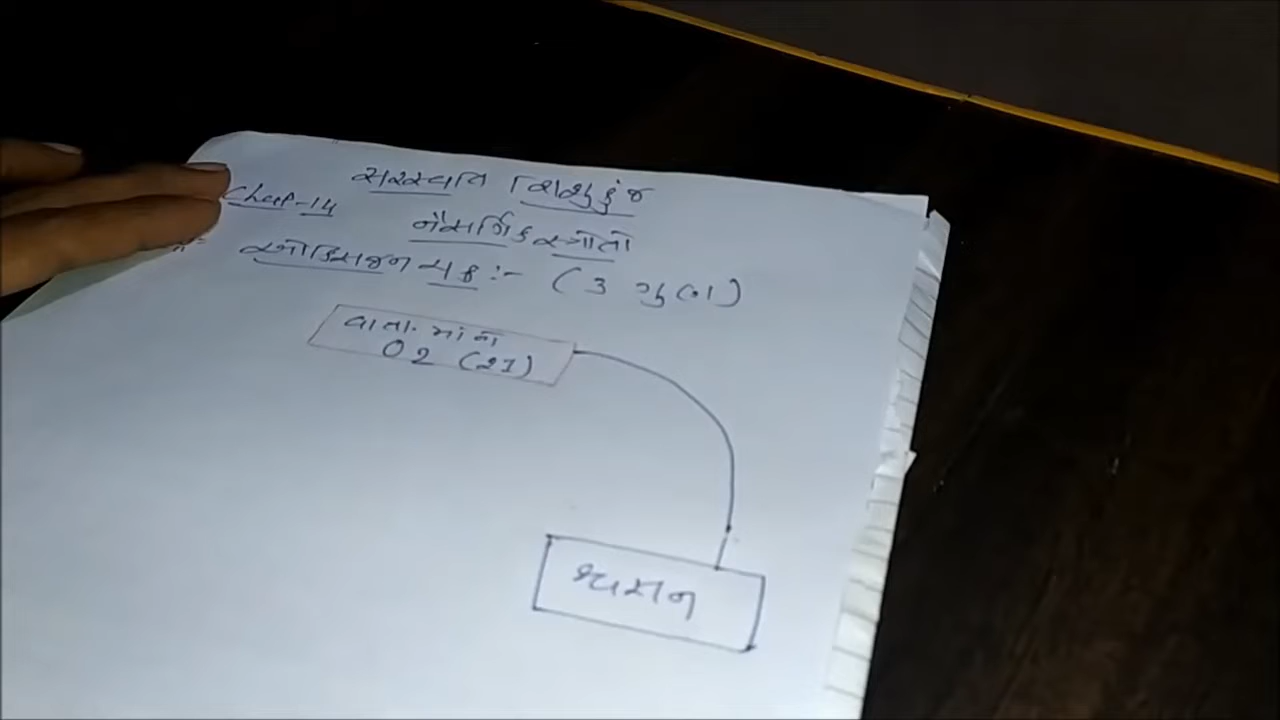 સરસ્વતિ શિશુકુંજ
Chap-14
નૈસર્ગિક સ્ત્રોતો
ઓક્સિજન ચક્ર :- (3 ગુણ)
વાતા. માંનો
O2 (21)
શ્વસન